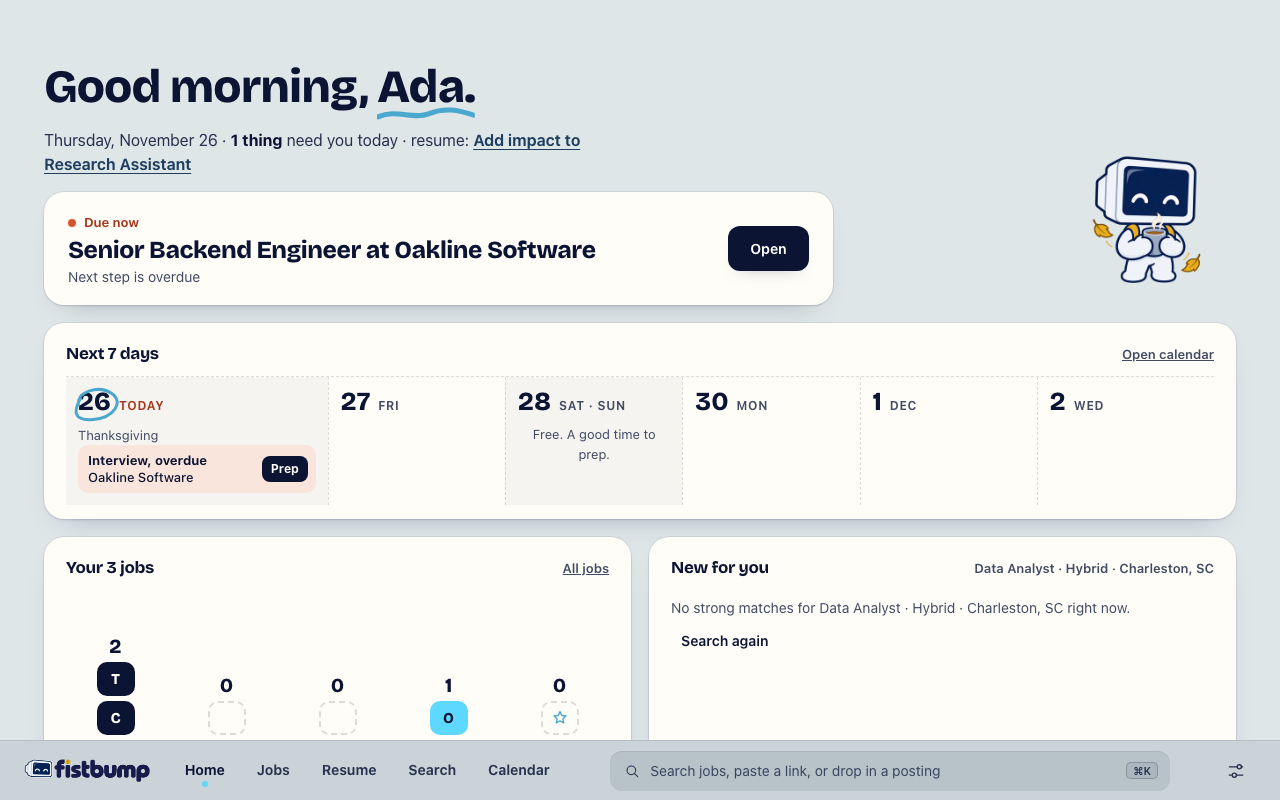 Good morning, Ada.
Thursday, November 26 · 1 thing need you today · resume: Add impact to
Research Assistant
Due now
Senior Backend Engineer at Oakline Software
Next step is overdue
Open
Next 7 days
Open calendar
26 TODAY
Thanksgiving
Interview, overdue
Oakline Software
Prep
27 FRI
28 SAT · SUN
Free. A good time to
prep.
30 MON
1 DEC
2 WED
Your 3 jobs
All jobs
2
T
C
0
0
1
O
0
New for you
Data Analyst · Hybrid · Charleston, SC
No strong matches for Data Analyst · Hybrid · Charleston, SC right now.
Search again
fistbump
Home
Jobs
Resume
Search
Calendar
Search jobs, paste a link, or drop in a posting
⌘K